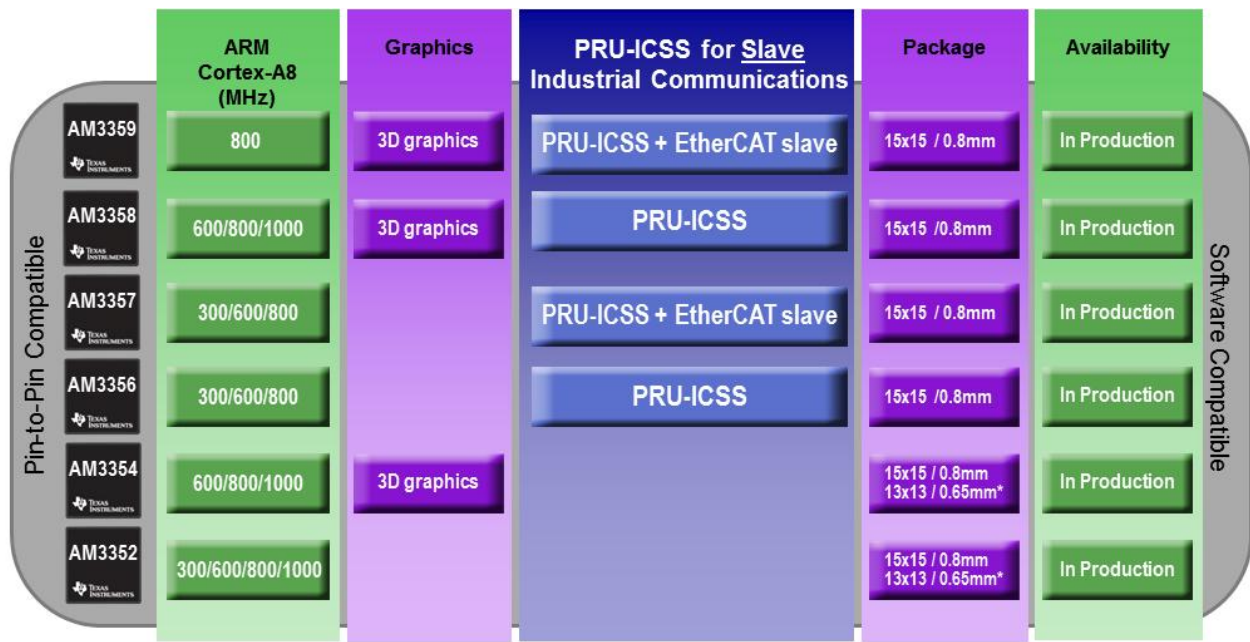 ARM
Cortex-A8
(MHz)
Graphics
PRU-ICSS for Slave
Industrial Communications
Package
Availability
Pin-to-Pin Compatible
Software Compatible
AM3359
TEXAS
INSTRUMENTS
800
3D graphics
PRU-ICSS + EtherCAT slave
15x15 / 0.8mm
In Production
AM3358
TEXAS
INSTRUMENTS
600/800/1000
3D graphics
PRU-ICSS
15x15 /0.8mm
In Production
AM3357
TEXAS
INSTRUMENTS
300/600/800
PRU-ICSS + EtherCAT slave
15x15 / 0.8mm
In Production
AM3356
TEXAS
INSTRUMENTS
300/600/800
PRU-ICSS
15x15 /0.8mm
In Production
AM3354
TEXAS
INSTRUMENTS
600/800/1000
3D graphics
15x15 / 0.8mm
13x13 / 0.65mm*
In Production
AM3352
TEXAS
INSTRUMENTS
300/600/800/1000
15x15 / 0.8mm
13x13 / 0.65mm*
In Production